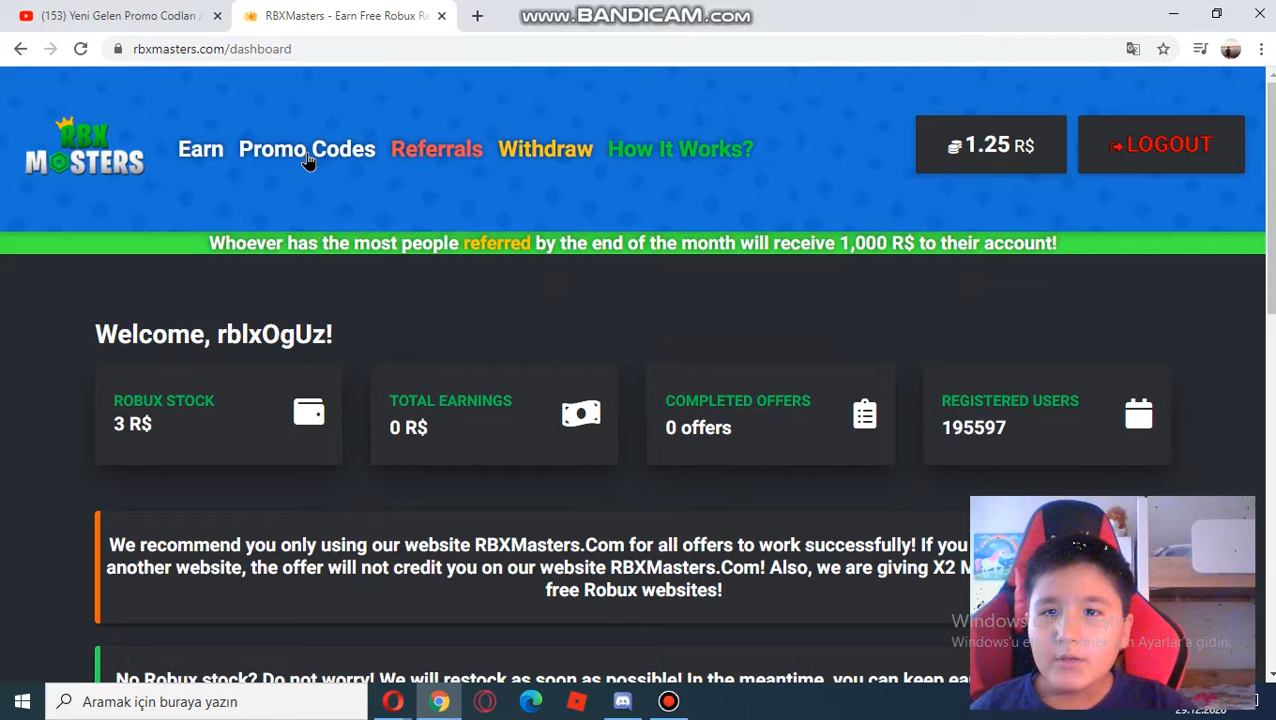 www.BANDICAM.com
(153) Yeni Gelen Promo Codları /
RBXMasters - Earn Free Robux Re
rbxmasters.com/dashboard
RBX MASTERS
Earn
Promo Codes
Referrals
Withdraw
How It Works?
1.25 R$
LOGOUT
Whoever has the most people referred by the end of the month will receive 1,000 R$ to their account!
Welcome, rblxOgUz!
ROBUX STOCK
3 R$
TOTAL EARNINGS
0 R$
COMPLETED OFFERS
0 offers
REGISTERED USERS
195597
We recommend you only using our website RBXMasters.Com for all offers to work successfully! If you
another website, the offer will not credit you on our website RBXMasters.Com! Also, we are giving X2
free Robux websites!
No Robux stock? Do not worry! We will restock as soon as possible! In the meantime, you can keep
Aramak için buraya yazın
29.12.2020